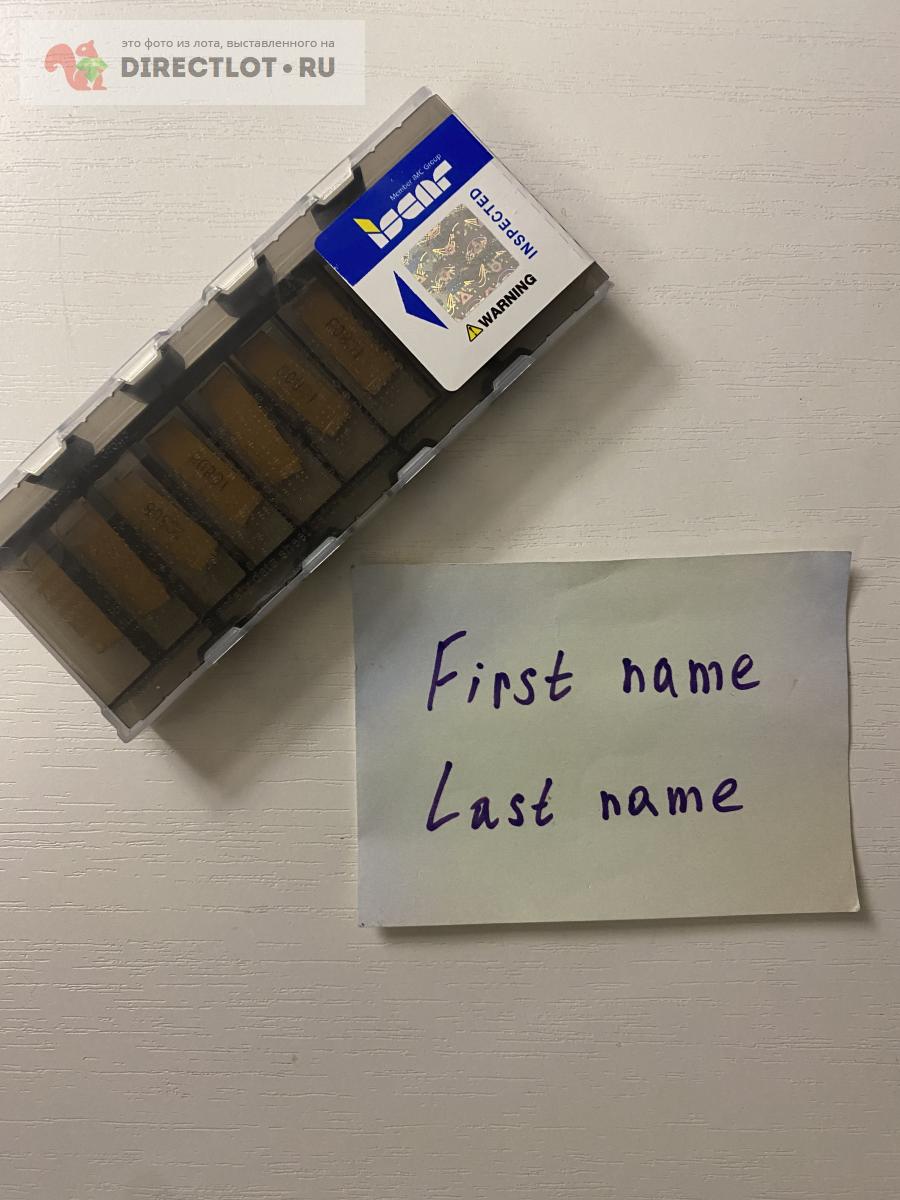 это фото из лота, выставленного на
DIRECTLOT•RU
Member IMC Group
iscar
INSPECTED
⚠WARNING
First name
Last name